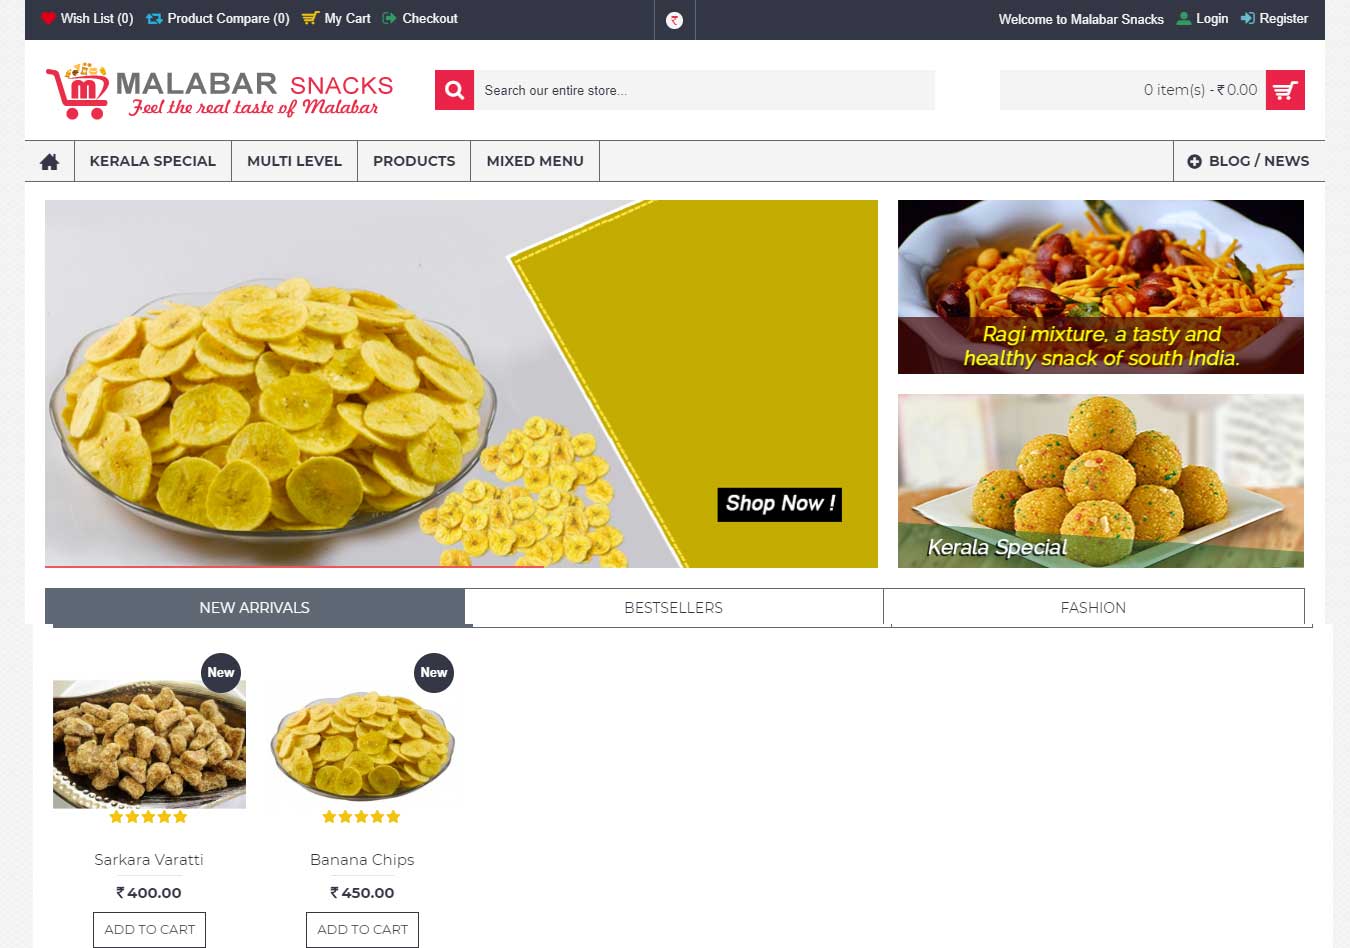 Wish List (0) Product Compare (0) My Cart Checkout ₹ Welcome to Malabar Snacks Login Register
MALABAR SNACKS
Feel the real taste of Malabar
Search our entire store...
0 item(s) - ₹ 0.00
KERALA SPECIAL MULTI LEVEL PRODUCTS MIXED MENU BLOG / NEWS
Shop Now !
Ragi mixture, a tasty and
healthy snack of south India.
Kerala Special
NEW ARRIVALS BESTSELLERS FASHION
New New
Sarkara Varatti Banana Chips
₹ 400.00 ₹ 450.00
ADD TO CART ADD TO CART